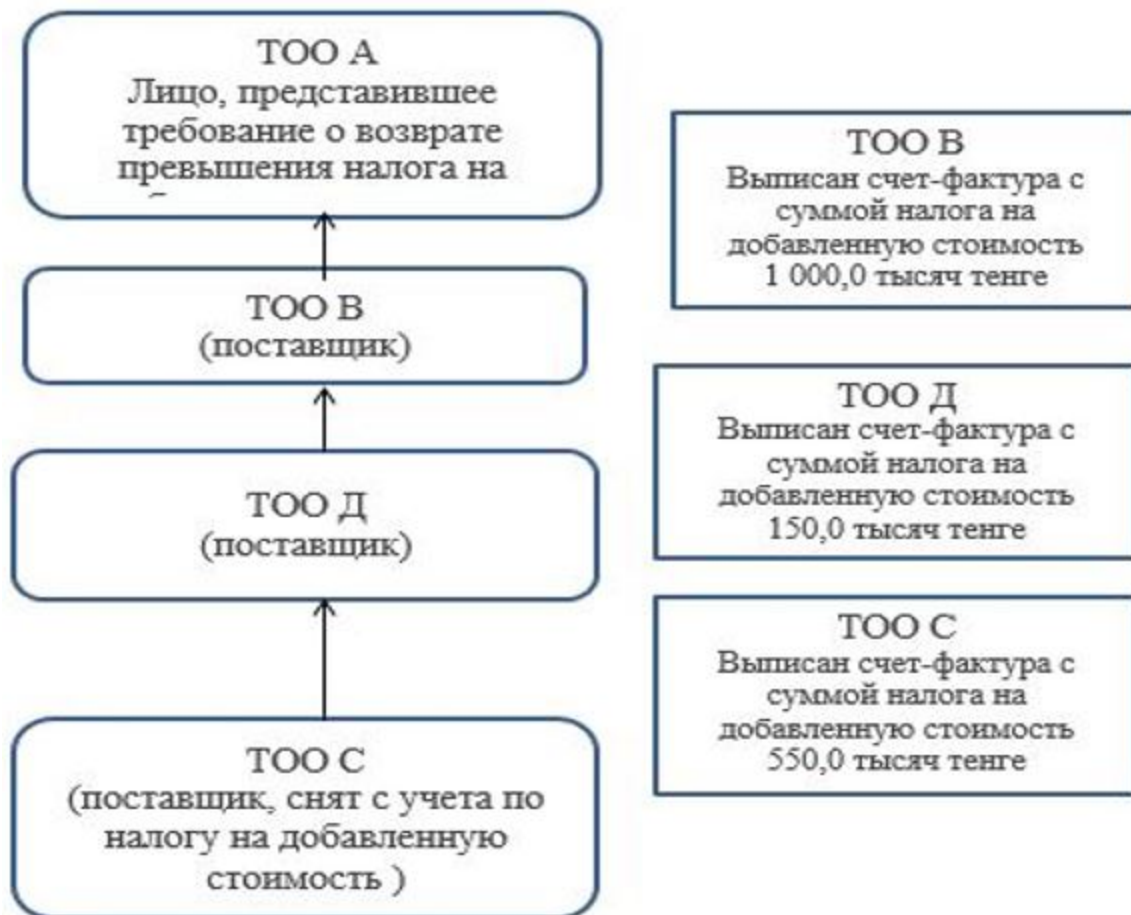 ТОО А
Лицо, представившее
требование о возврате
превышения налога на
ТОО В
(поставщик)
ТОО Д
(поставщик)
ТОО С
(поставщик, снят с учета по
налогу на добавленную
стоимость )
ТОО В
Выписан счет-фактура с
суммой налога на
добавленную стоимость
1 000,0 тысяч тенге
ТОО Д
Выписан счет-фактура с
суммой налога на
добавленную стоимость
150,0 тысяч тенге
ТОО С
Выписан счет-фактура с
суммой налога на
добавленную стоимость
550,0 тысяч тенге